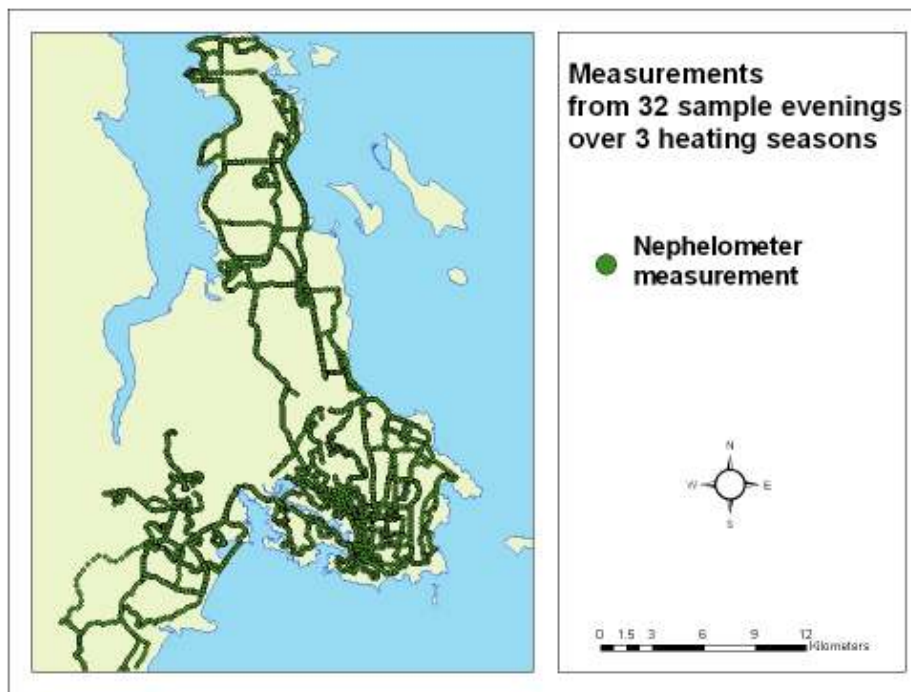 Measurements
from 32 sample evenings
over 3 heating seasons
Nephelometer
measurement
N
W E
S
0 1.5 3 6 9 12
Kilometers